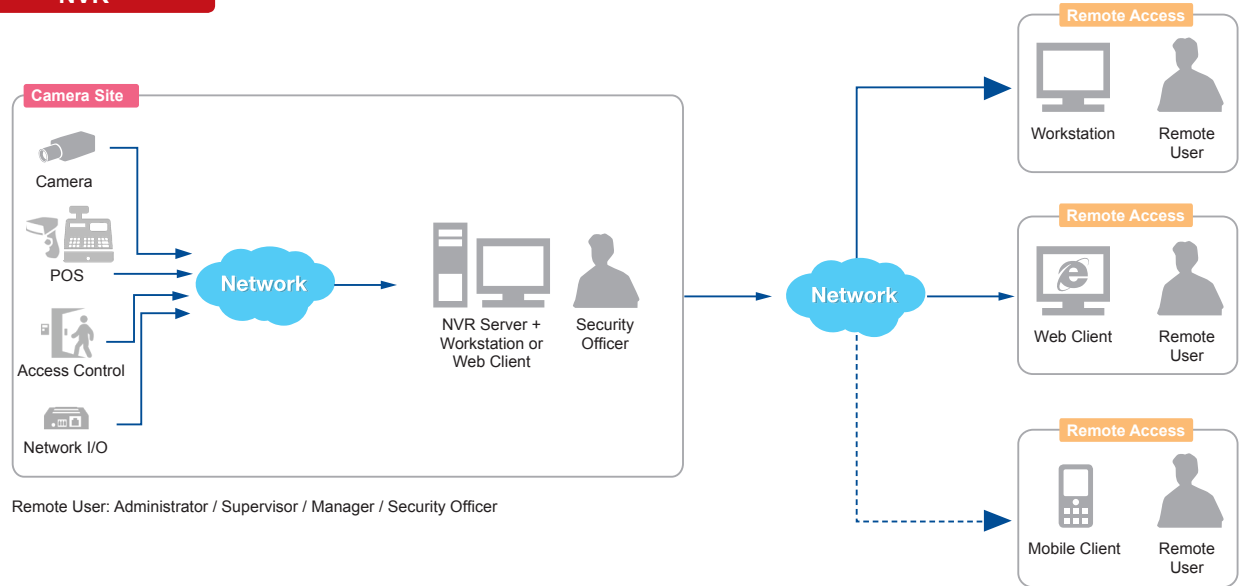 NVR
Camera Site
Camera
POS
Access Control
Network I/O
Network
NVR Server +
Workstation or
Web Client
Security
Officer
Network
Remote Access
Workstation
Remote
User
Remote Access
Web Client
Remote
User
Remote Access
Mobile Client
Remote
User
Remote User: Administrator / Supervisor / Manager / Security Officer